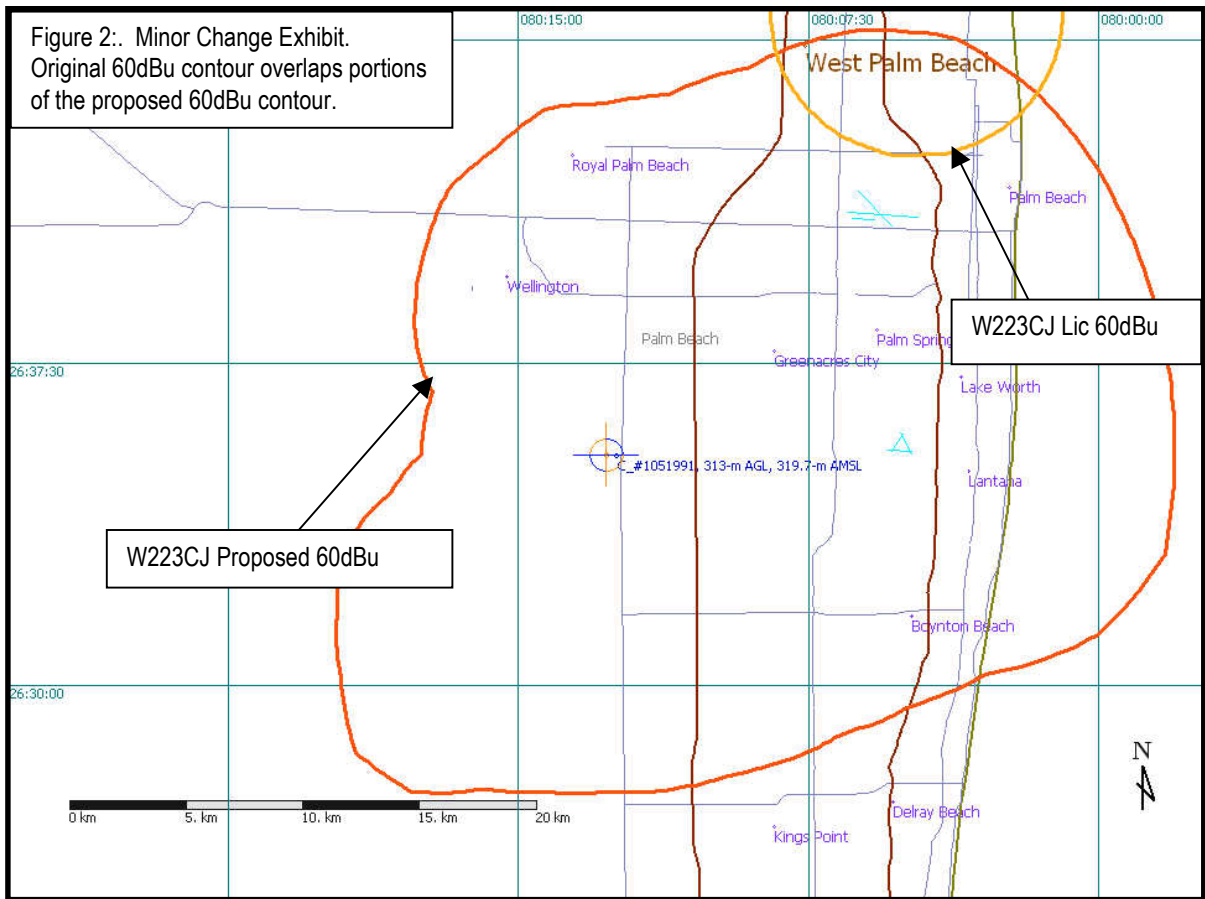 Figure 2:.  Minor Change Exhibit.
Original 60dBu contour overlaps portions
of the proposed 60dBu contour.
080:15:00
080:07:30
080:00:00
West Palm Beach
Royal Palm Beach
Palm Beach
Wellington
W223CJ Lic 60dBu
Palm Beach
Palm Spring
Greenacres City
26:37:30
Lake Worth
#1051991, 313-m AGL, 319.7-m AMSL
Lantana
W223CJ Proposed 60dBu
Boynton Beach
26:30:00
N
0 km
5. km
10. km
15. km
20 km
Delray Beach
Kings Point